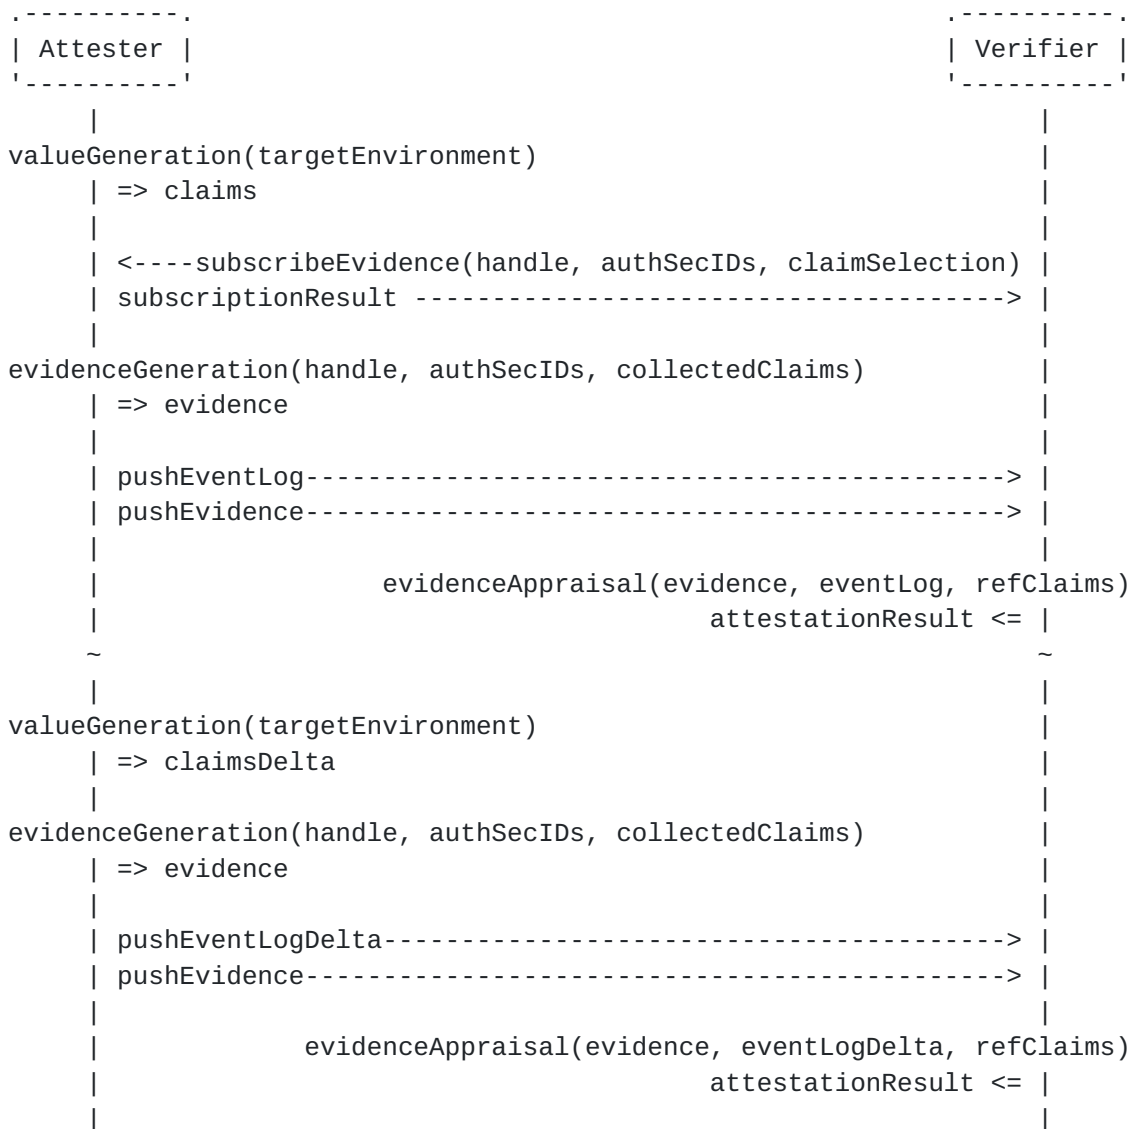 .----------.                                                .----------.
| Attester |                                                | Verifier |
'----------'                                                '----------'
     |                                                            |
valueGeneration(targetEnvironment)                                |
     | => claims                                                  |
     |                                                            |
     | <----subscribeEvidence(handle, authSecIDs, claimSelection) |
     | subscriptionResult --------------------------------------> |
     |                                                            |
evidenceGeneration(handle, authSecIDs, collectedClaims)           |
     | => evidence                                                |
     |                                                            |
     | pushEventLog---------------------------------------------> |
     | pushEvidence---------------------------------------------> |
     |                                                            |
     |                  evidenceAppraisal(evidence, eventLog, refClaims)
     |                                       attestationResult <= |
     ~                                                            ~
     |                                                            |
valueGeneration(targetEnvironment)                                |
     | => claimsDelta                                             |
     |                                                            |
evidenceGeneration(handle, authSecIDs, collectedClaims)           |
     | => evidence                                                |
     |                                                            |
     | pushEventLogDelta----------------------------------------> |
     | pushEvidence---------------------------------------------> |
     |                                                            |
     |             evidenceAppraisal(evidence, eventLogDelta, refClaims)
     |                                       attestationResult <= |
     |                                                            |